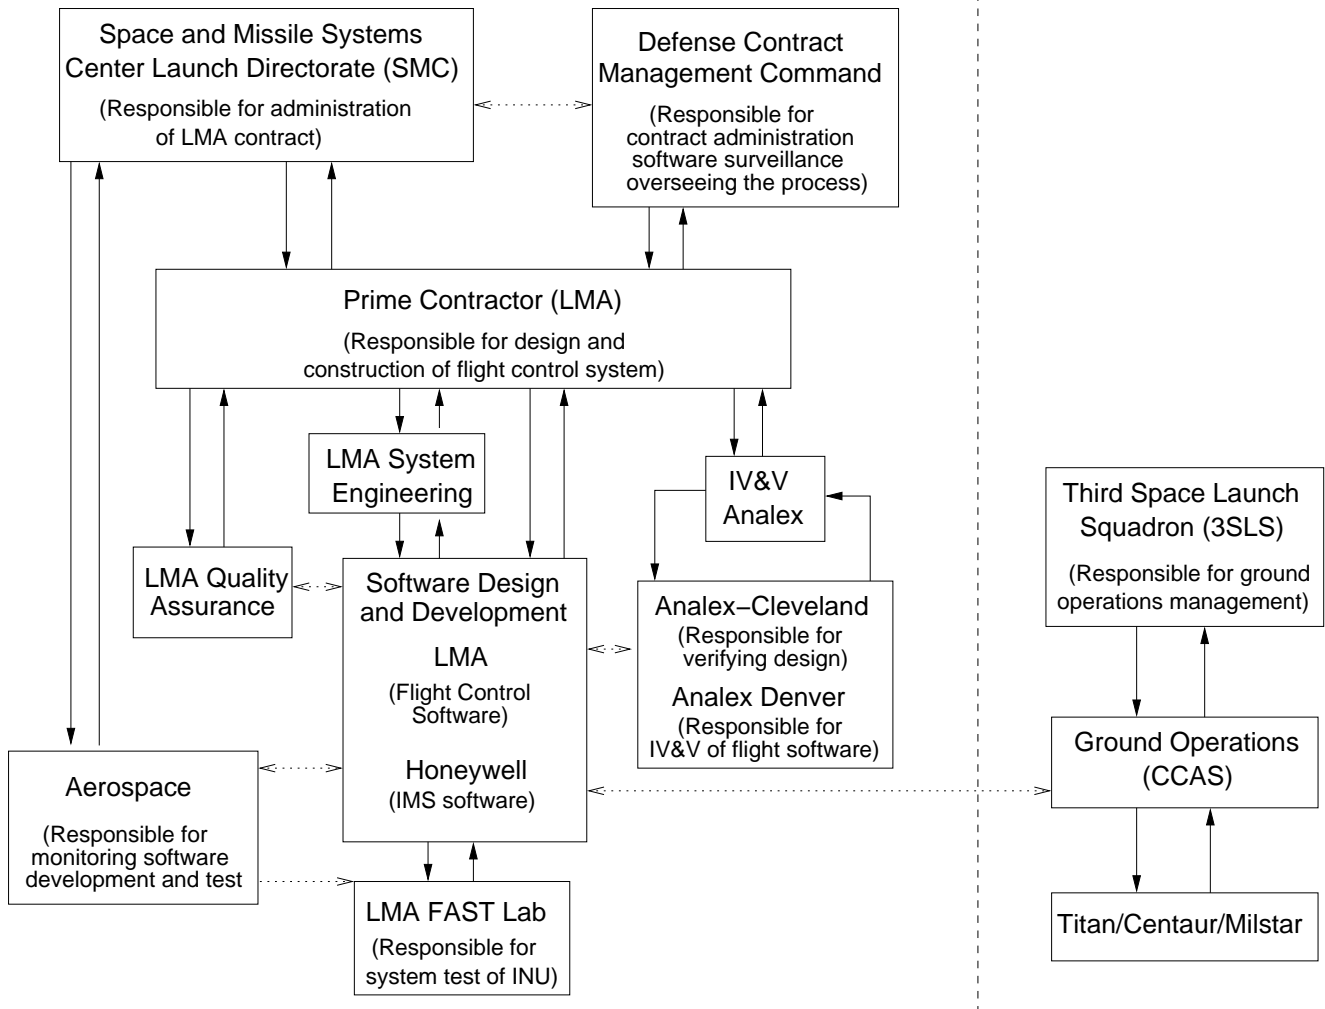 Space and Missile Systems
Center Launch Directorate (SMC)
(Responsible for administration
of LMA contract)
Defense Contract
Management Command
(Responsible for
contract administration
software surveillance
overseeing the process)
Prime Contractor (LMA)
(Responsible for design and
construction of flight control system)
LMA System
Engineering
IV&V
Analex
Third Space Launch
Squadron (3SLS)
(Responsible for ground
operations management)
LMA Quality
Assurance
Software Design
and Development
LMA
(Flight Control
Software)
Honeywell
(IMS software)
Analex−Cleveland
(Responsible for
verifying design)
Analex Denver
(Responsible for
IV&V of flight software)
Ground Operations
(CCAS)
Aerospace
(Responsible for
monitoring software
development and test
LMA FAST Lab
(Responsible for
system test of INU)
Titan/Centaur/Milstar